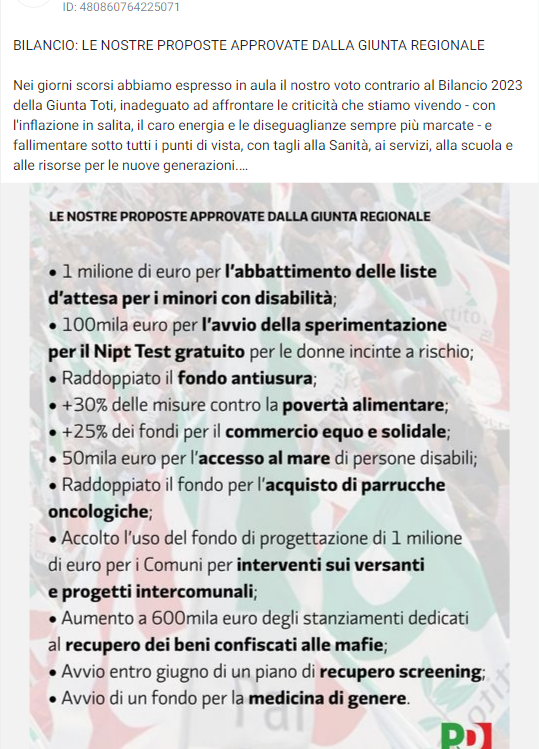 ID: 480860764225071
BILANCIO: LE NOSTRE PROPOSTE APPROVATE DALLA GIUNTA REGIONALE
Nei giorni scorsi abbiamo espresso in aula il nostro voto contrario al Bilancio 2023
della Giunta Toti, inadeguato ad affrontare le criticità che stiamo vivendo - con
l'inflazione in salita, il caro energia e le diseguaglianze sempre più marcate - e
fallimentare sotto tutti i punti di vista, con tagli alla Sanità, ai servizi, alla scuola e
alle risorse per le nuove generazioni....
LE NOSTRE PROPOSTE APPROVATE DALLA GIUNTA REGIONALE
• 1 milione di euro per l'abbattimento delle liste
d'attesa per i minori con disabilità;
• 100mila euro per l'avvio della sperimentazione
per il Nipt Test gratuito per le donne incinte a rischio;
• Raddoppiato il fondo antiusura;
• +30% delle misure contro la povertà alimentare;
• +25% dei fondi per il commercio equo e solidale;
• 50mila euro per l'accesso al mare di persone disabili;
• Raddoppiato il fondo per l'acquisto di parrucche
oncologiche;
• Accolto l'uso del fondo di progettazione di 1 milione
di euro per i Comuni per interventi sui versanti
e progetti intercomunali;
• Aumento a 600mila euro degli stanziamenti dedicati
al recupero dei beni confiscati alle mafie;
• Avvio entro giugno di un piano di recupero screening;
• Avvio di un fondo per la medicina di genere.
PD